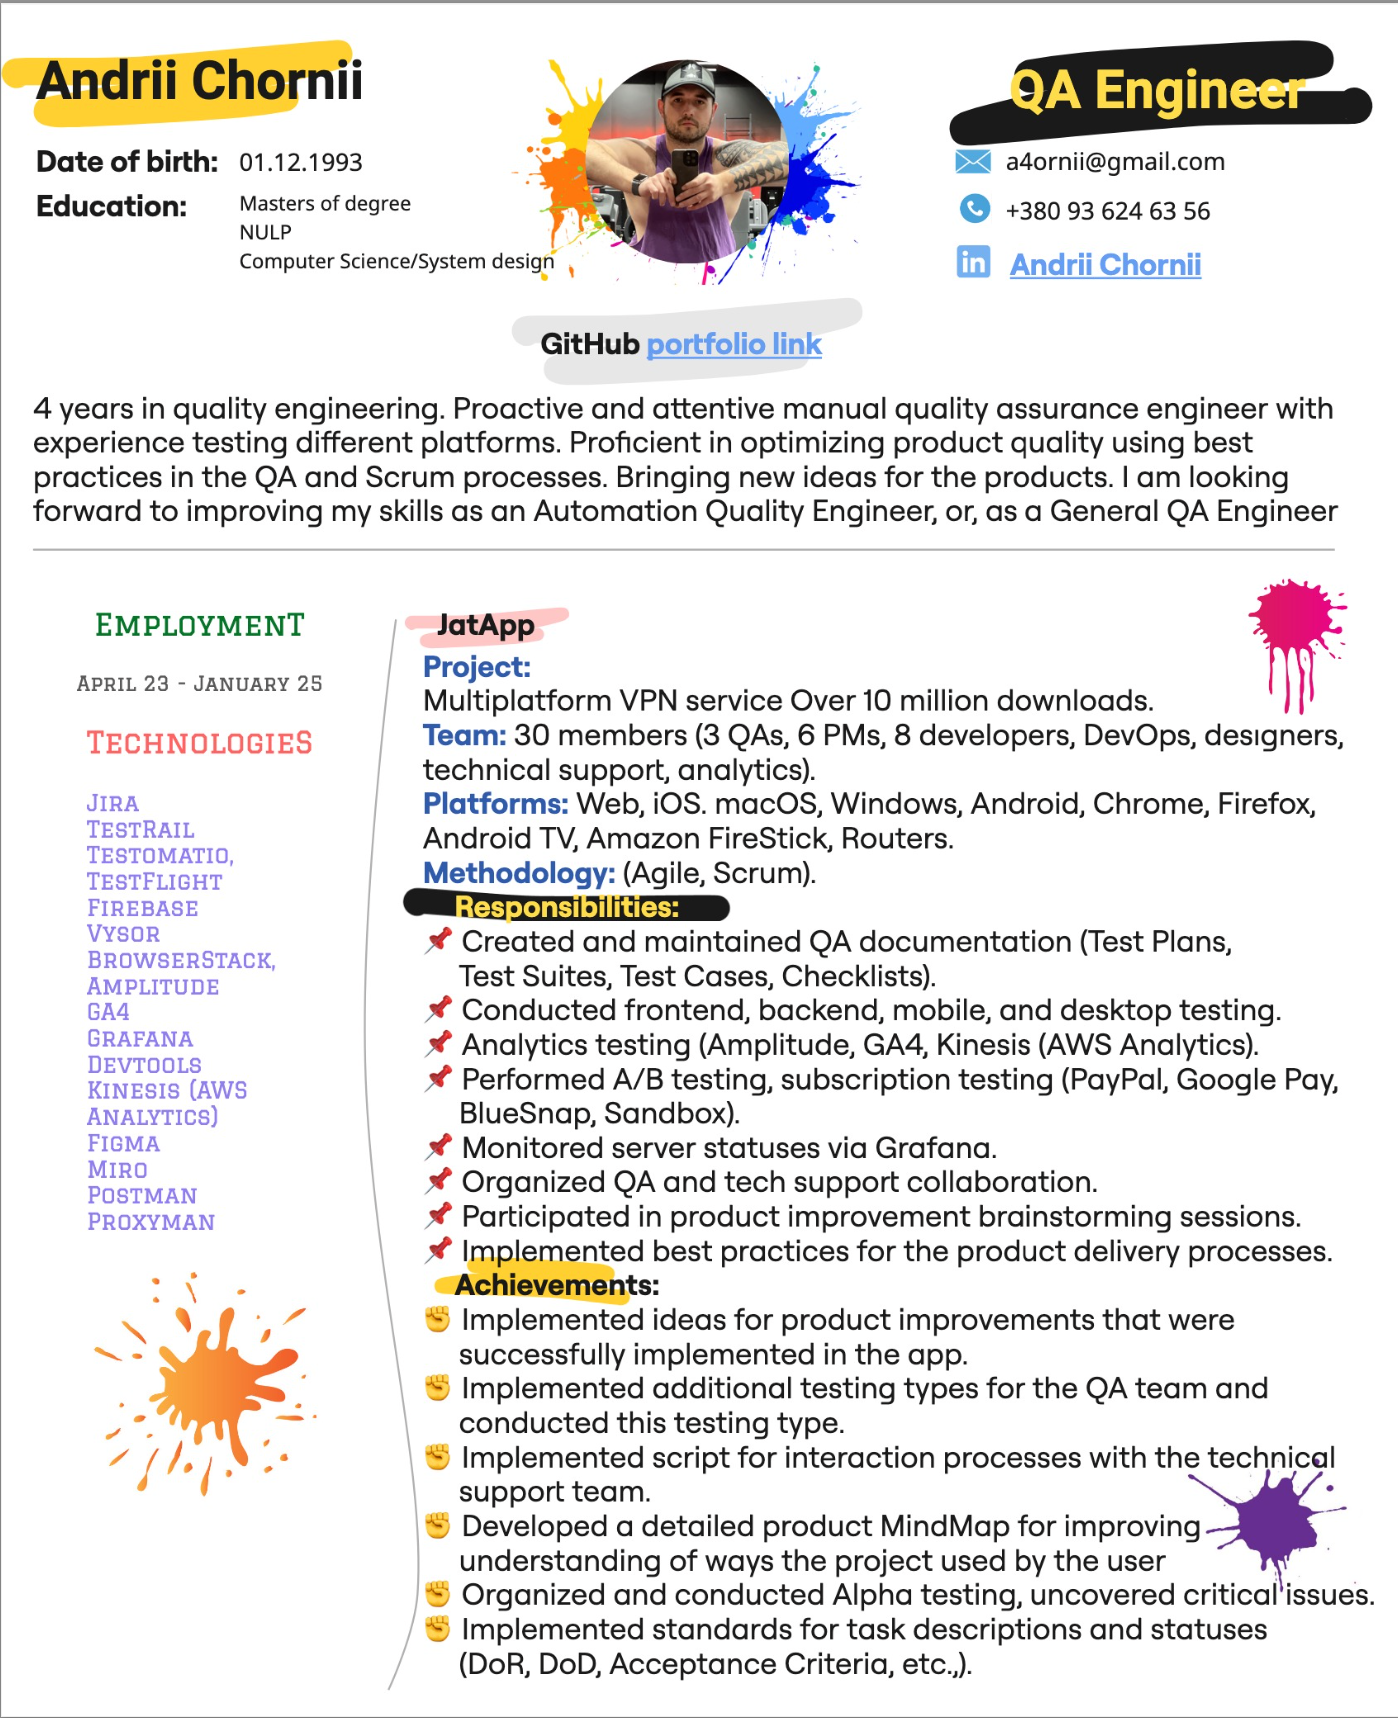 Andrii Chornii
QA Engineer
Date of birth: 01.12.1993
Education: Masters of degree
NULP
Computer Science/System design
a4ornii@gmail.com
+380 93 624 63 56
in Andrii Chornii
GitHub portfolio link
4 years in quality engineering. Proactive and attentive manual quality assurance engineer with
experience testing different platforms. Proficient in optimizing product quality using best
practices in the QA and Scrum processes. Bringing new ideas for the products. I am looking
forward to improving my skills as an Automation Quality Engineer, or, as a General QA Engineer
Employment
April 23 - January 25
Technologies
Jira
TestRail
Testomatio,
TestFlight
Firebase
Vysor
BrowserStack,
Amplitude
GA4
Grafana
Devtools
Kinesis (AWS
Analytics)
Figma
Miro
Postman
Proxyman
JatApp
Project:
Multiplatform VPN service Over 10 million downloads.
Team: 30 members (3 QAs, 6 PMs, 8 developers, DevOps, designers,
technical support, analytics).
Platforms: Web, iOS. macOS, Windows, Android, Chrome, Firefox,
Android TV, Amazon FireStick, Routers.
Methodology: (Agile, Scrum).
Responsibilities:
📌 Created and maintained QA documentation (Test Plans,
Test Suites, Test Cases, Checklists).
📌 Conducted frontend, backend, mobile, and desktop testing.
📌 Analytics testing (Amplitude, GA4, Kinesis (AWS Analytics).
📌 Performed A/B testing, subscription testing (PayPal, Google Pay,
BlueSnap, Sandbox).
📌 Monitored server statuses via Grafana.
📌 Organized QA and tech support collaboration.
📌 Participated in product improvement brainstorming sessions.
📌 Implemented best practices for the product delivery processes.
Achievements:
✊ Implemented ideas for product improvements that were
successfully implemented in the app.
✊ Implemented additional testing types for the QA team and
conducted this testing type.
✊ Implemented script for interaction processes with the technical
support team.
✊ Developed a detailed product MindMap for improving
understanding of ways the project used by the user
✊ Organized and conducted Alpha testing, uncovered critical issues.
✊ Implemented standards for task descriptions and statuses
(DoR, DoD, Acceptance Criteria, etc.,).